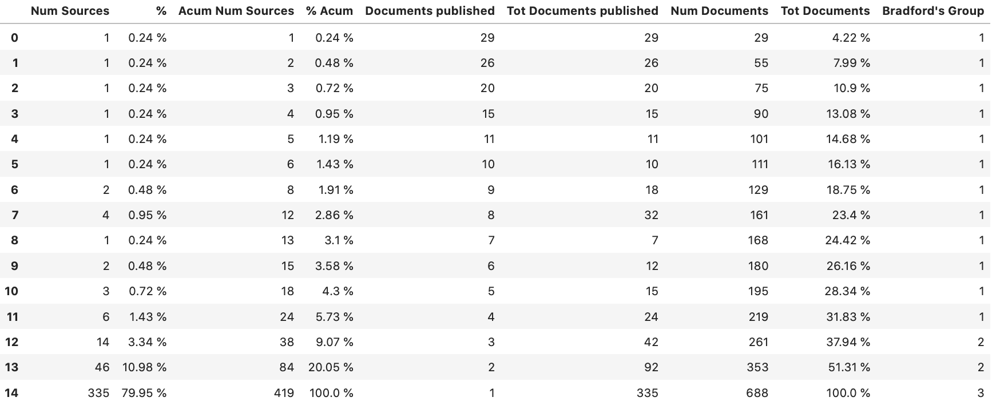 Num Sources % Acum Num Sources % Acum Documents published Tot Documents published Num Documents Tot Documents Bradford's Group
0 1 0.24 % 1 0.24 % 29 29 29 4.22 % 1
1 1 0.24 % 2 0.48 % 26 26 55 7.99 % 1
2 1 0.24 % 3 0.72 % 20 20 75 10.9 % 1
3 1 0.24 % 4 0.95 % 15 15 90 13.08 % 1
4 1 0.24 % 5 1.19 % 11 11 101 14.68 % 1
5 1 0.24 % 6 1.43 % 10 10 111 16.13 % 1
6 2 0.48 % 8 1.91 % 9 18 129 18.75 % 1
7 4 0.95 % 12 2.86 % 8 32 161 23.4 % 1
8 1 0.24 % 13 3.1 % 7 7 168 24.42 % 1
9 2 0.48 % 15 3.58 % 6 12 180 26.16 % 1
10 3 0.72 % 18 4.3 % 5 15 195 28.34 % 1
11 6 1.43 % 24 5.73 % 4 24 219 31.83 % 1
12 14 3.34 % 38 9.07 % 3 42 261 37.94 % 2
13 46 10.98 % 84 20.05 % 2 92 353 51.31 % 2
14 335 79.95 % 419 100.0 % 1 335 688 100.0 % 3